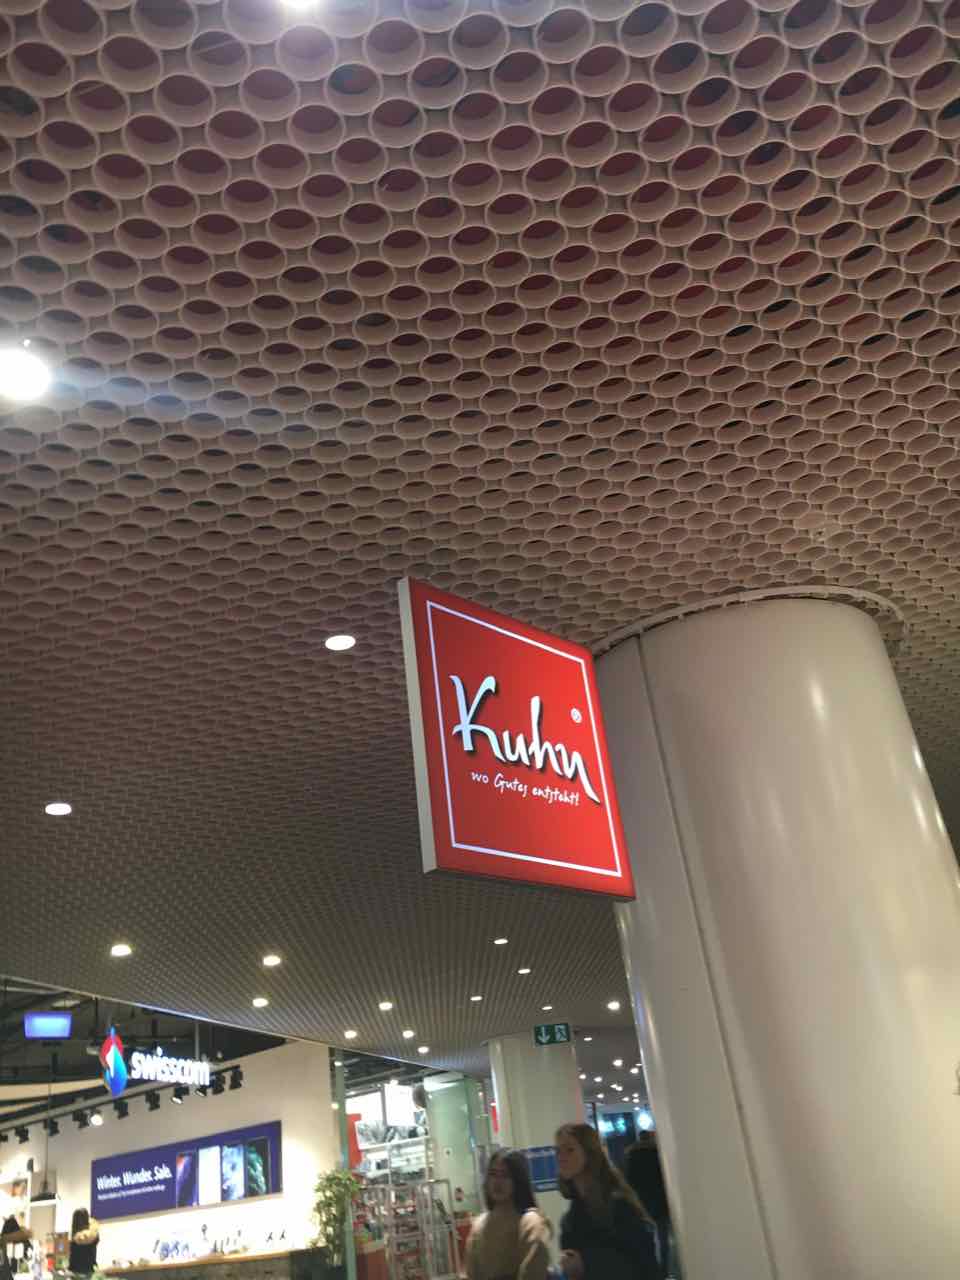 Kuhn®
wo Gutes entsteht!
swisscom
Winter. Wunder. Sale.